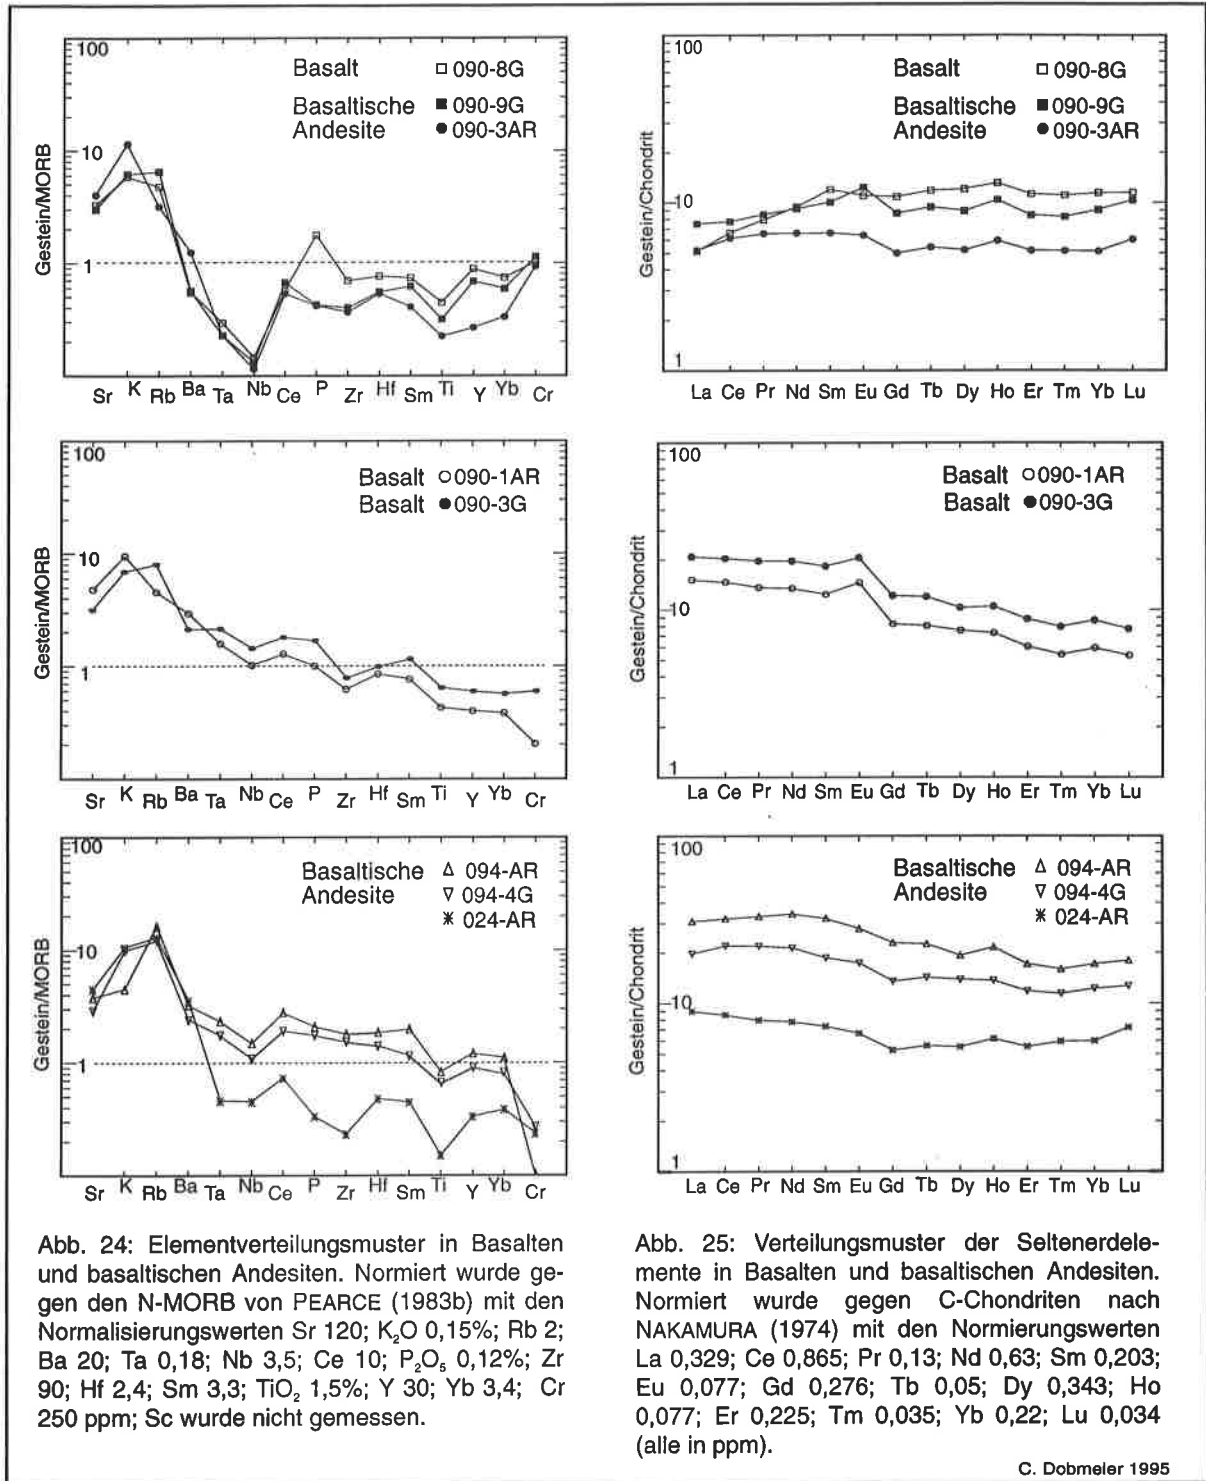 100
Basalt □ 090-8G
Basaltische ■ 090-9G
Andesite ● 090-3AR
10
1
Gestein/MORB
Sr K Rb Ba Ta Nb Ce P Zr Hf Sm Ti Y Yb Cr
100
Basalt □ 090-8G
Basaltische ■ 090-9G
Andesite ● 090-3AR
10
1
Gestein/Chondrit
La Ce Pr Nd Sm Eu Gd Tb Dy Ho Er Tm Yb Lu
100
Basalt ○ 090-1AR
Basalt ● 090-3G
10
1
Gestein/MORB
Sr K Rb Ba Ta Nb Ce P Zr Hf Sm Ti Y Yb Cr
100
Basalt ○ 090-1AR
Basalt ● 090-3G
10
1
Gestein/Chondrit
La Ce Pr Nd Sm Eu Gd Tb Dy Ho Er Tm Yb Lu
100
Basaltische △ 094-AR
Andesite ▽ 094-4G
✳ 024-AR
10
1
Gestein/MORB
Sr K Rb Ba Ta Nb Ce P Zr Hf Sm Ti Y Yb Cr
100
Basaltische △ 094-AR
Andesite ▽ 094-4G
✳ 024-AR
10
1
Gestein/Chondrit
La Ce Pr Nd Sm Eu Gd Tb Dy Ho Er Tm Yb Lu
Abb. 24: Elementverteilungsmuster in Basalten
und basaltischen Andesiten. Normiert wurde ge-
gen den N-MORB von PEARCE (1983b) mit den
Normalisierungswerten Sr 120; K₂O 0,15%; Rb 2;
Ba 20; Ta 0,18; Nb 3,5; Ce 10; P₂O₅ 0,12%; Zr
90; Hf 2,4; Sm 3,3; TiO₂ 1,5%; Y 30; Yb 3,4; Cr
250 ppm; Sc wurde nicht gemessen.
Abb. 25: Verteilungsmuster der Seltenerdele-
mente in Basalten und basaltischen Andesiten.
Normiert wurde gegen C-Chondriten nach
NAKAMURA (1974) mit den Normierungswerten
La 0,329; Ce 0,865; Pr 0,13; Nd 0,63; Sm 0,203;
Eu 0,077; Gd 0,276; Tb 0,05; Dy 0,343; Ho
0,077; Er 0,225; Tm 0,035; Yb 0,22; Lu 0,034
(alle in ppm).
C. Dobmeier 1995